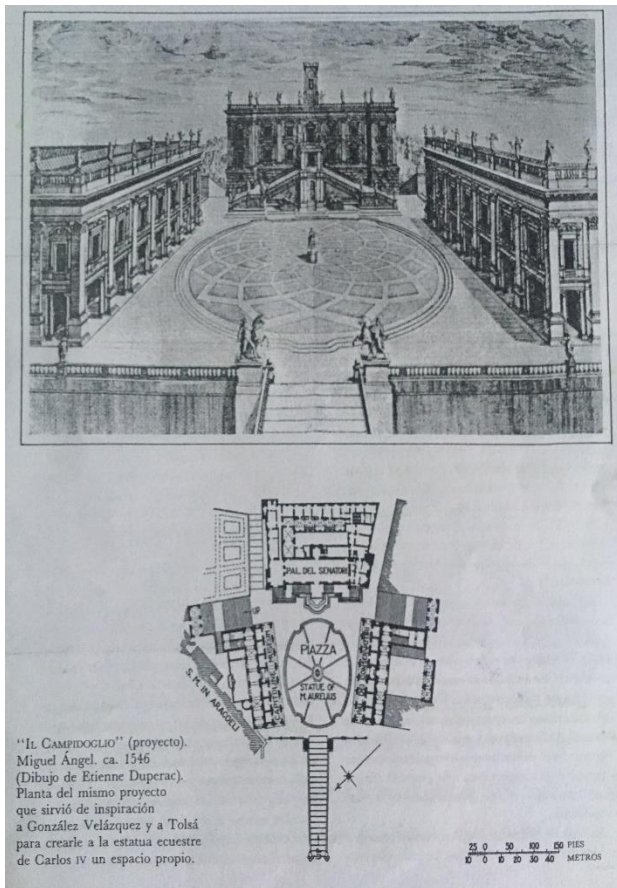 PAL. DEL SENATORE
PIAZZA
STATUE OF
M. AURELIUS
S. M. IN ARACOELI
"IL CAMPIDOGLIO" (proyecto).
Miguel Ángel. ca. 1546
(Dibujo de Etienne Duperac).
Planta del mismo proyecto
que sirvió de inspiración
a González Velázquez y a Tolsá
para crearle a la estatua ecuestre
de Carlos IV un espacio propio.
25 0 50 100 150 PIES
10 0 10 20 30 40 METROS